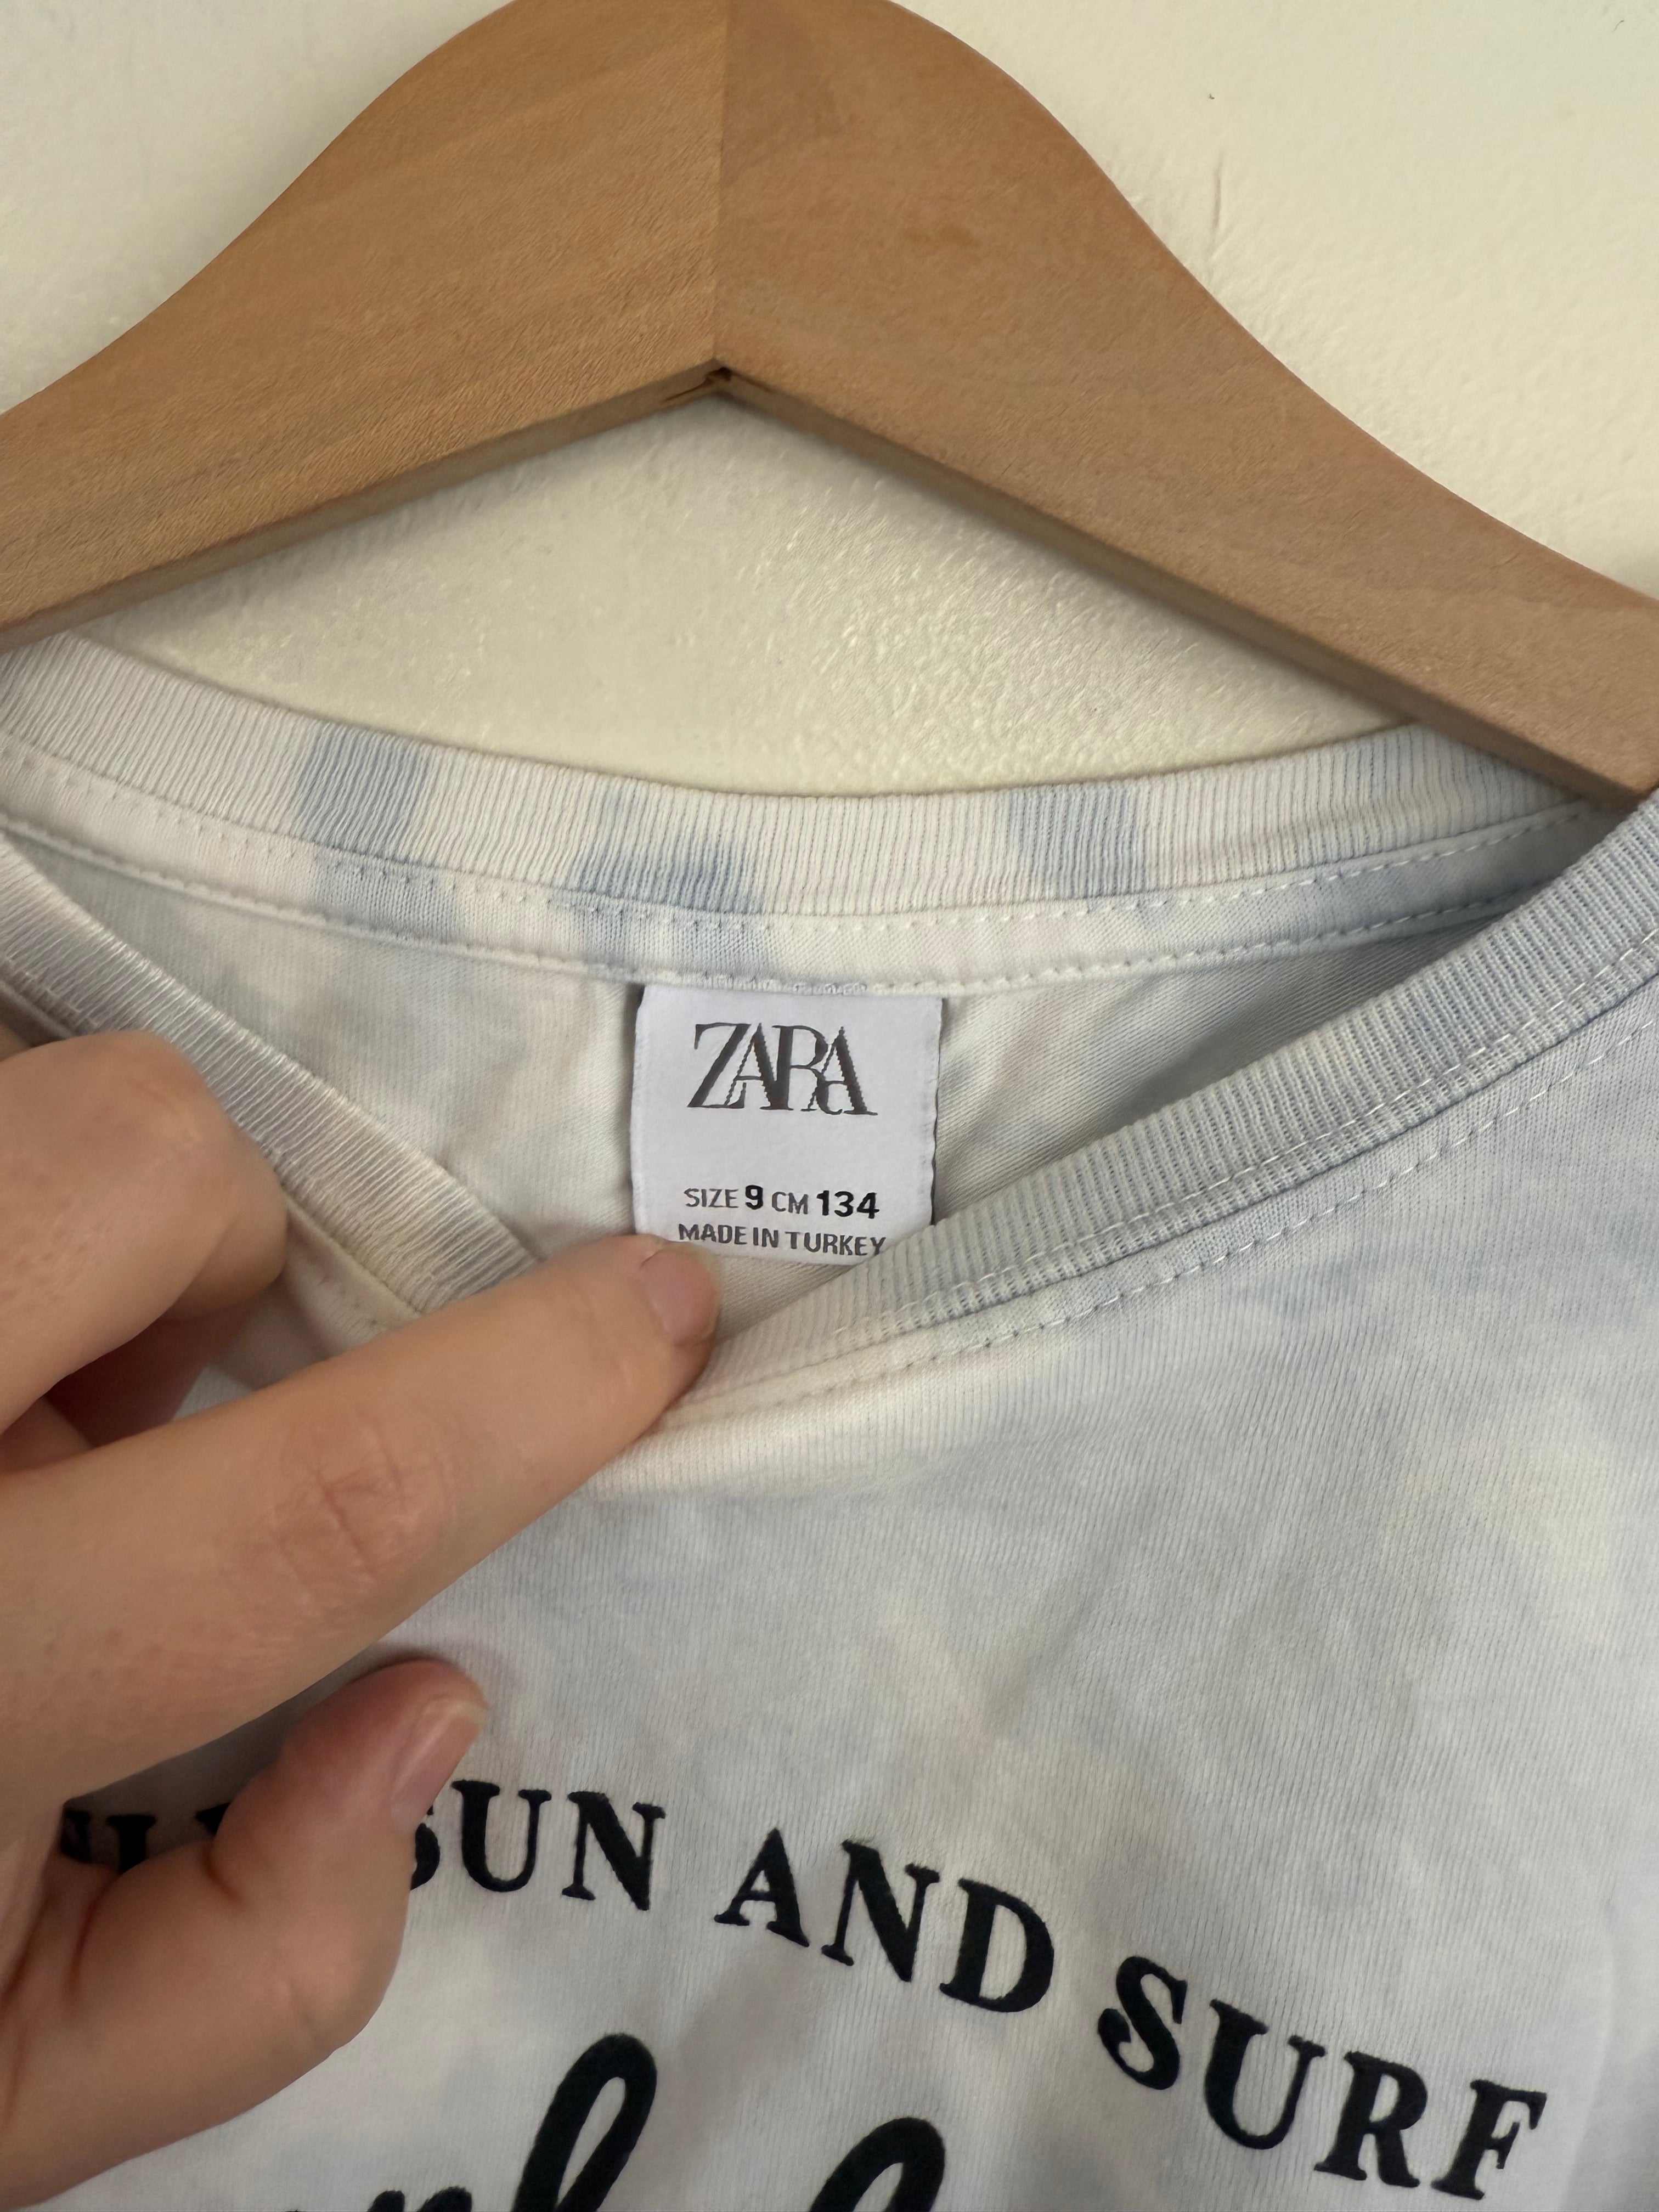 ZARA
SIZE 9 CM 134
MADE IN TURKEY
SUN AND SURF